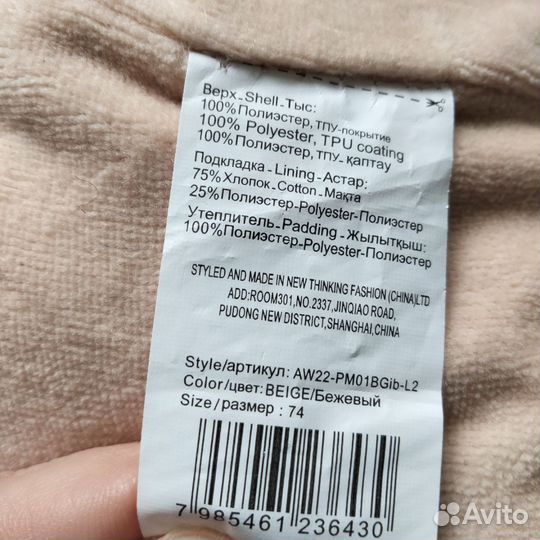 Верх-Shell-Тыс:
100%Полиэстер, ТПУ-покрытие
100% Polyester, TPU coating
100%Полиэстер, ТПУ- қаптау
Подкладка-Lining-Астар:
75% Хлопок-Cotton-Мақта
25%Полиэстер-Polyester-Полиэстер
Утеплитель-Padding-Жылытқыш:
100%Полиэстер-Polyester-Полиэстер
STYLED AND MADE IN NEW THINKING FASHION (CHINA)LTD
ADD:ROOM301,NO.2337,JINQIAO ROAD,
PUDONG NEW DISTRICT,SHANGHAI,CHINA
Style/артикул: AW22-PM01BGib-L2
Color/цвет:BEIGE/Бежевый
Size/размер : 74
7 985461 236430
Avito